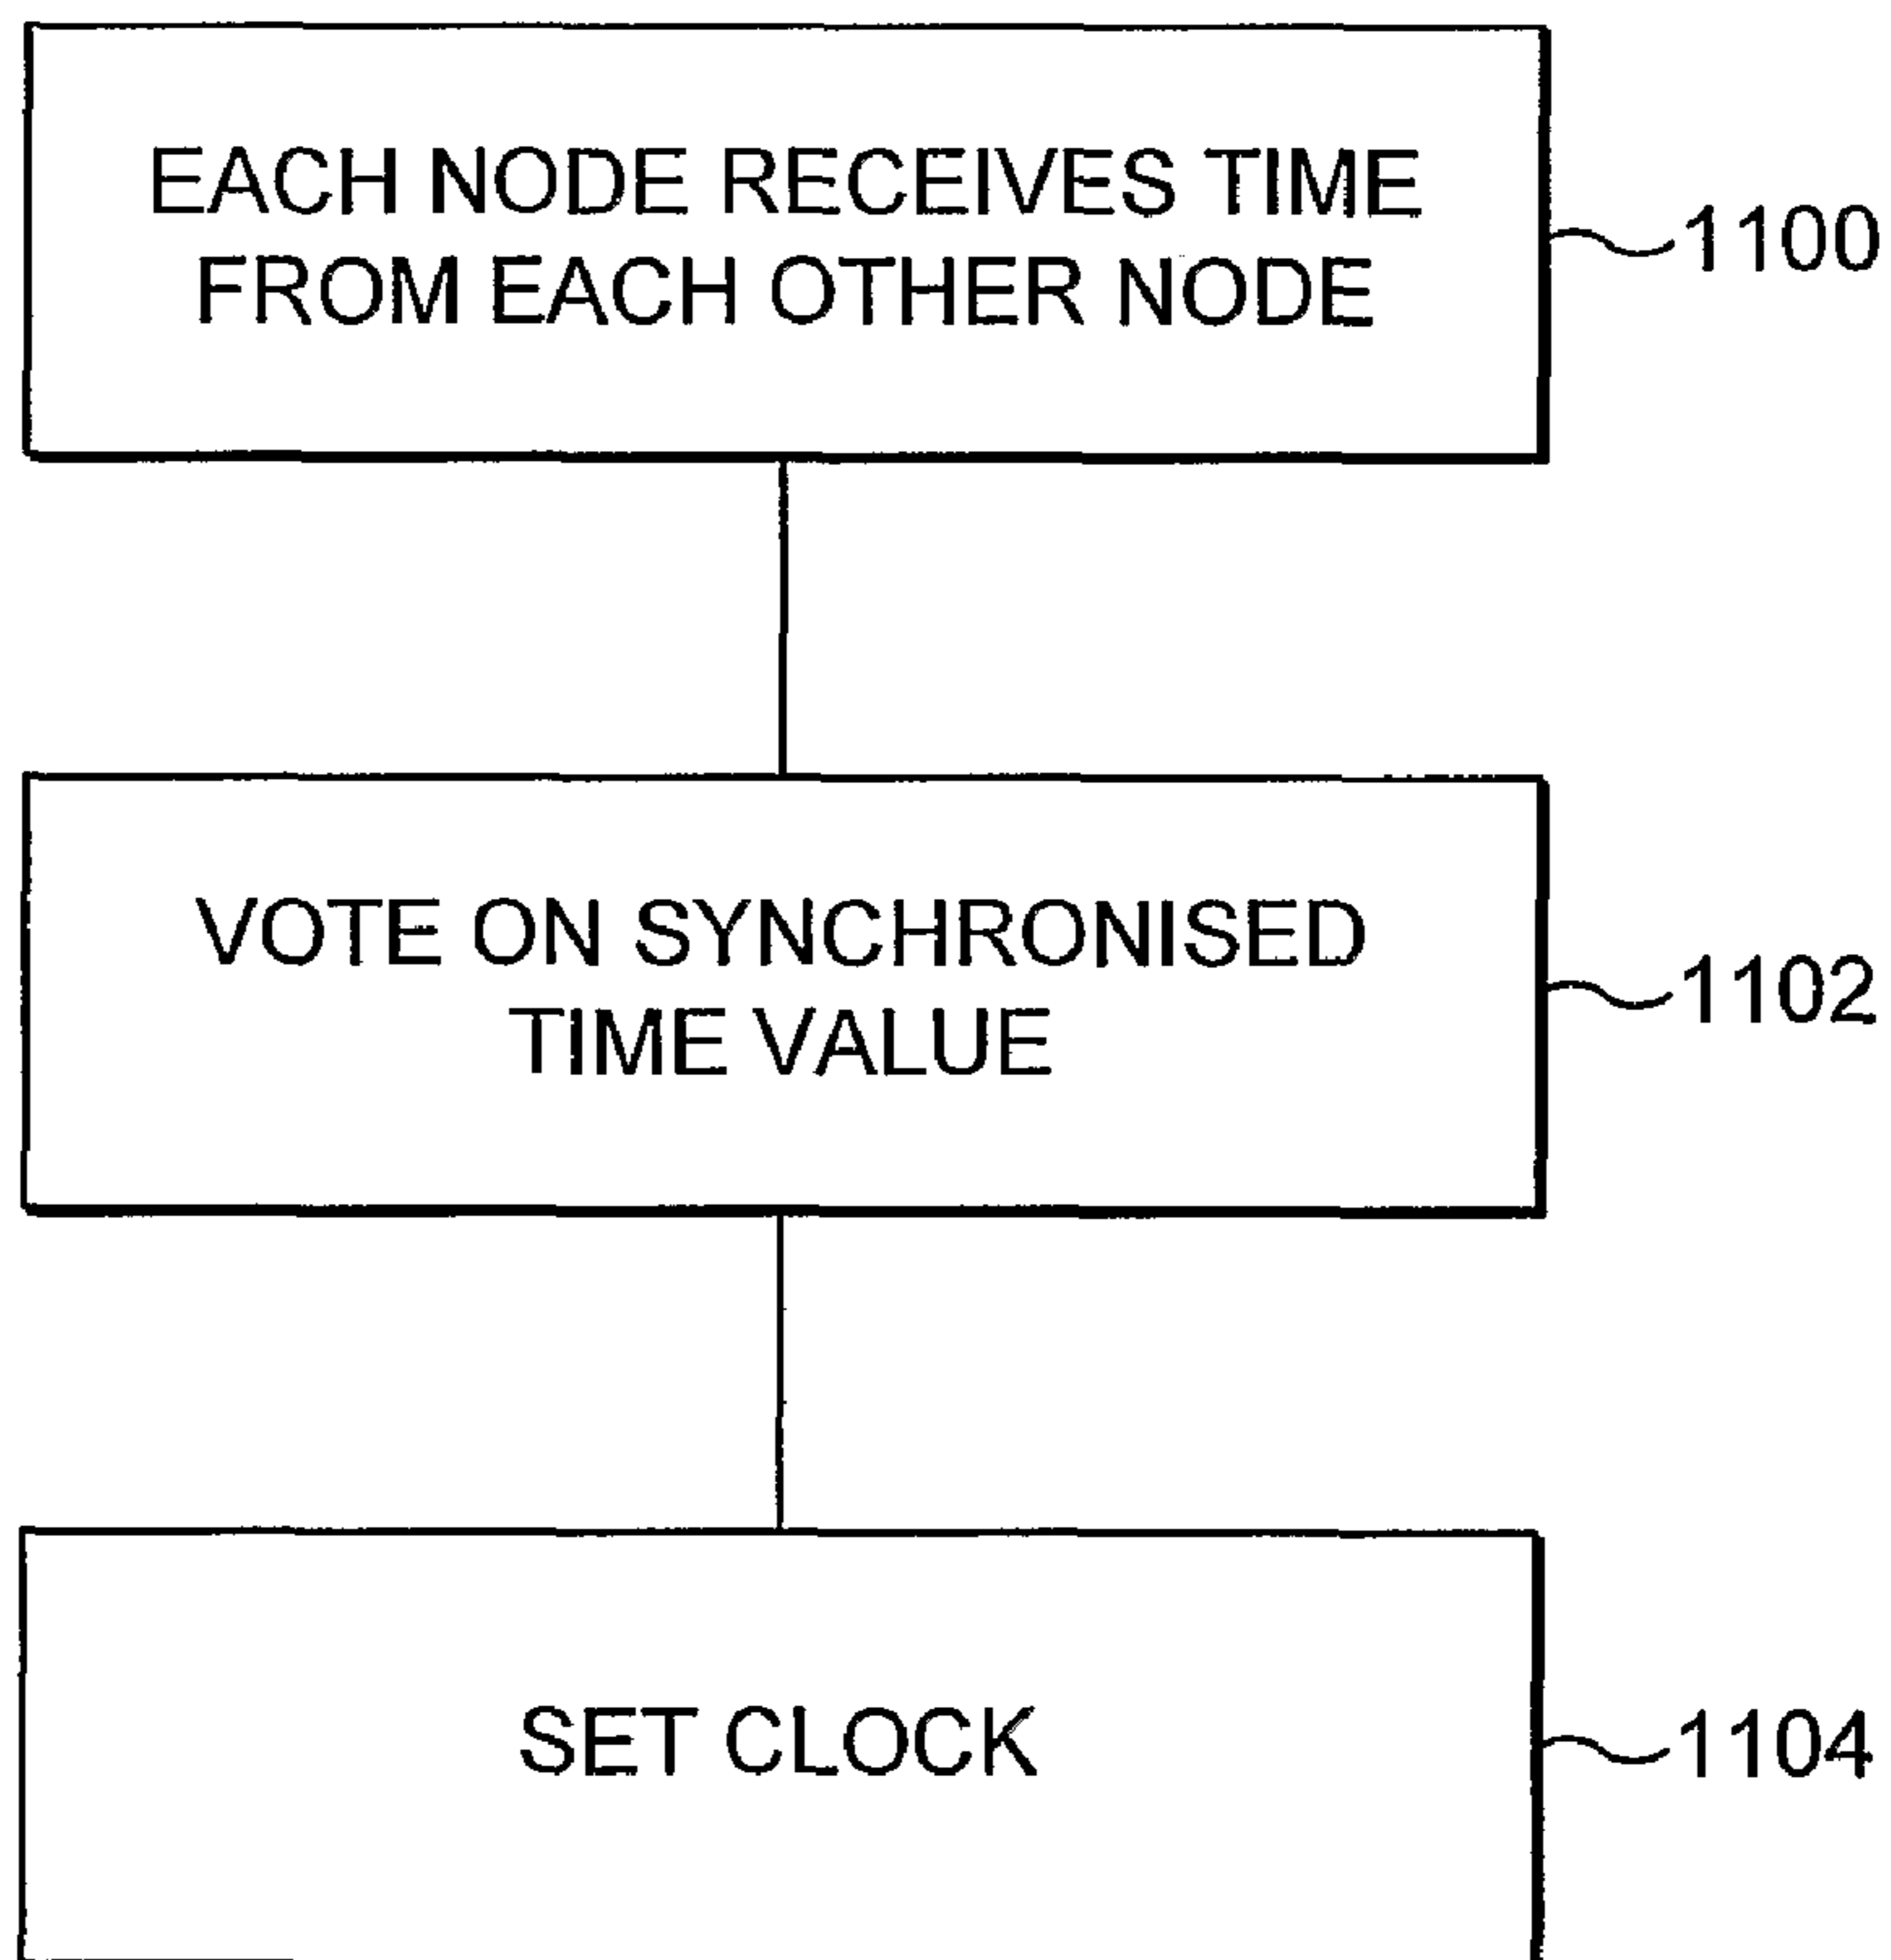 EACH NODE RECEIVES TIME
FROM EACH OTHER NODE
1100
VOTE ON SYNCHRONISED
TIME VALUE
1102
SET CLOCK
1104